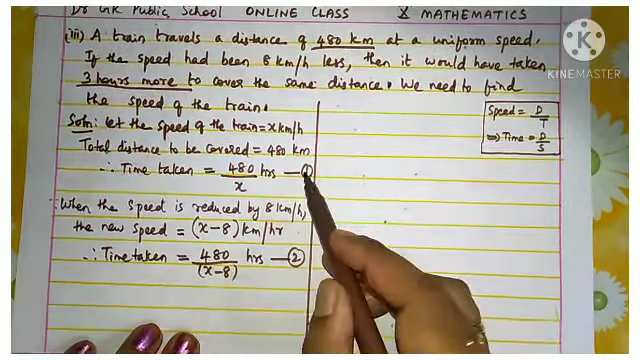 Dr GK Public School ONLINE CLASS X MATHEMATICS
(iii) A train travels a distance of 480 km at a uniform speed.
If the speed had been 8 km/h less, then it would have taken
3 hours more to cover the same distance. We need to find
the speed of the train.
Soln: let the speed of the train = x km/h
Total distance to be covered = 480 km
∴ Time taken = 480/x hrs — ①
When the speed is reduced by 8 km/h,
the new speed = (x-8) km/hr
∴ Time taken = 480/(x-8) hrs — ②
Speed = D/T
⇒ Time = D/S
KINEMASTER